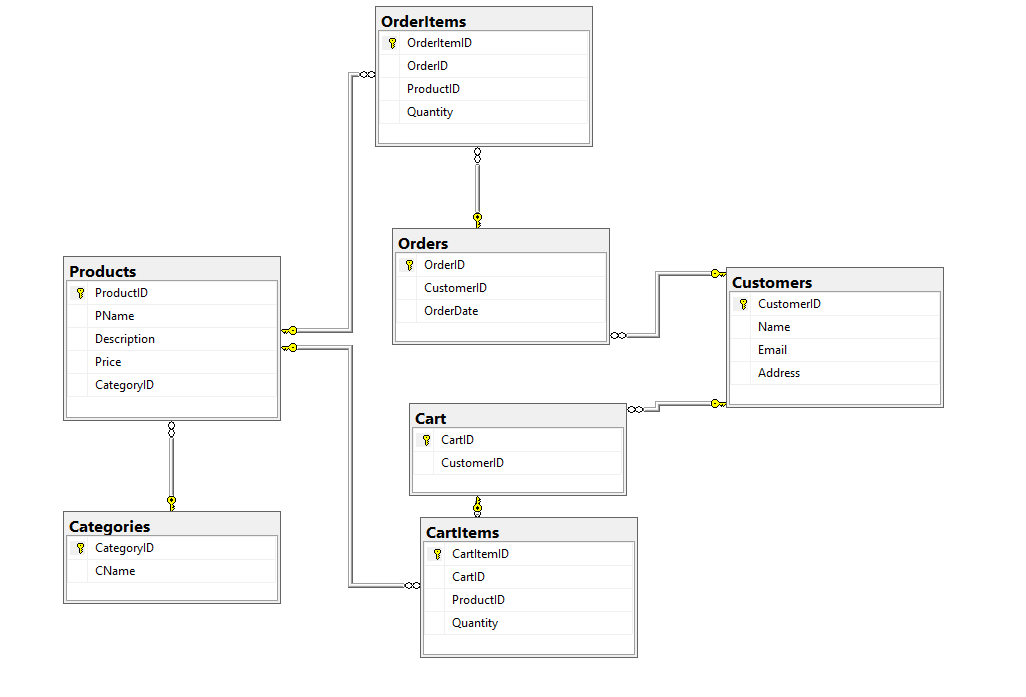 OrderItems
OrderItemID
OrderID
ProductID
Quantity
Orders
OrderID
CustomerID
OrderDate
Products
ProductID
PName
Description
Price
CategoryID
Customers
CustomerID
Name
Email
Address
Cart
CartID
CustomerID
Categories
CategoryID
CName
CartItems
CartItemID
CartID
ProductID
Quantity